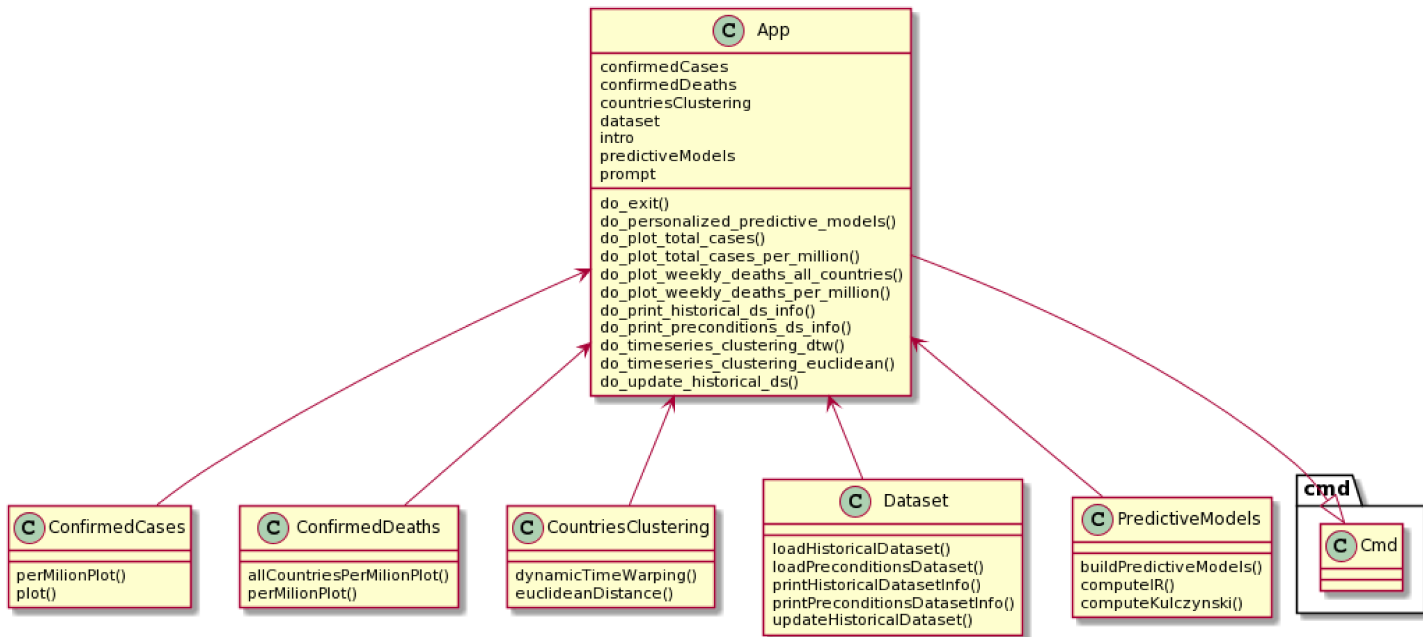 C App
confirmedCases
confirmedDeaths
countriesClustering
dataset
intro
predictiveModels
prompt
do_exit()
do_personalized_predictive_models()
do_plot_total_cases()
do_plot_total_cases_per_million()
do_plot_weekly_deaths_all_countries()
do_plot_weekly_deaths_per_million()
do_print_historical_ds_info()
do_print_preconditions_ds_info()
do_timeseries_clustering_dtw()
do_timeseries_clustering_euclidean()
do_update_historical_ds()
C ConfirmedCases
perMilionPlot()
plot()
C ConfirmedDeaths
allCountriesPerMilionPlot()
perMilionPlot()
C CountriesClustering
dynamicTimeWarping()
euclideanDistance()
C Dataset
loadHistoricalDataset()
loadPreconditionsDataset()
printHistoricalDatasetInfo()
printPreconditionsDatasetInfo()
updateHistoricalDataset()
C PredictiveModels
buildPredictiveModels()
computeIR()
computeKulczynski()
cmd
C Cmd